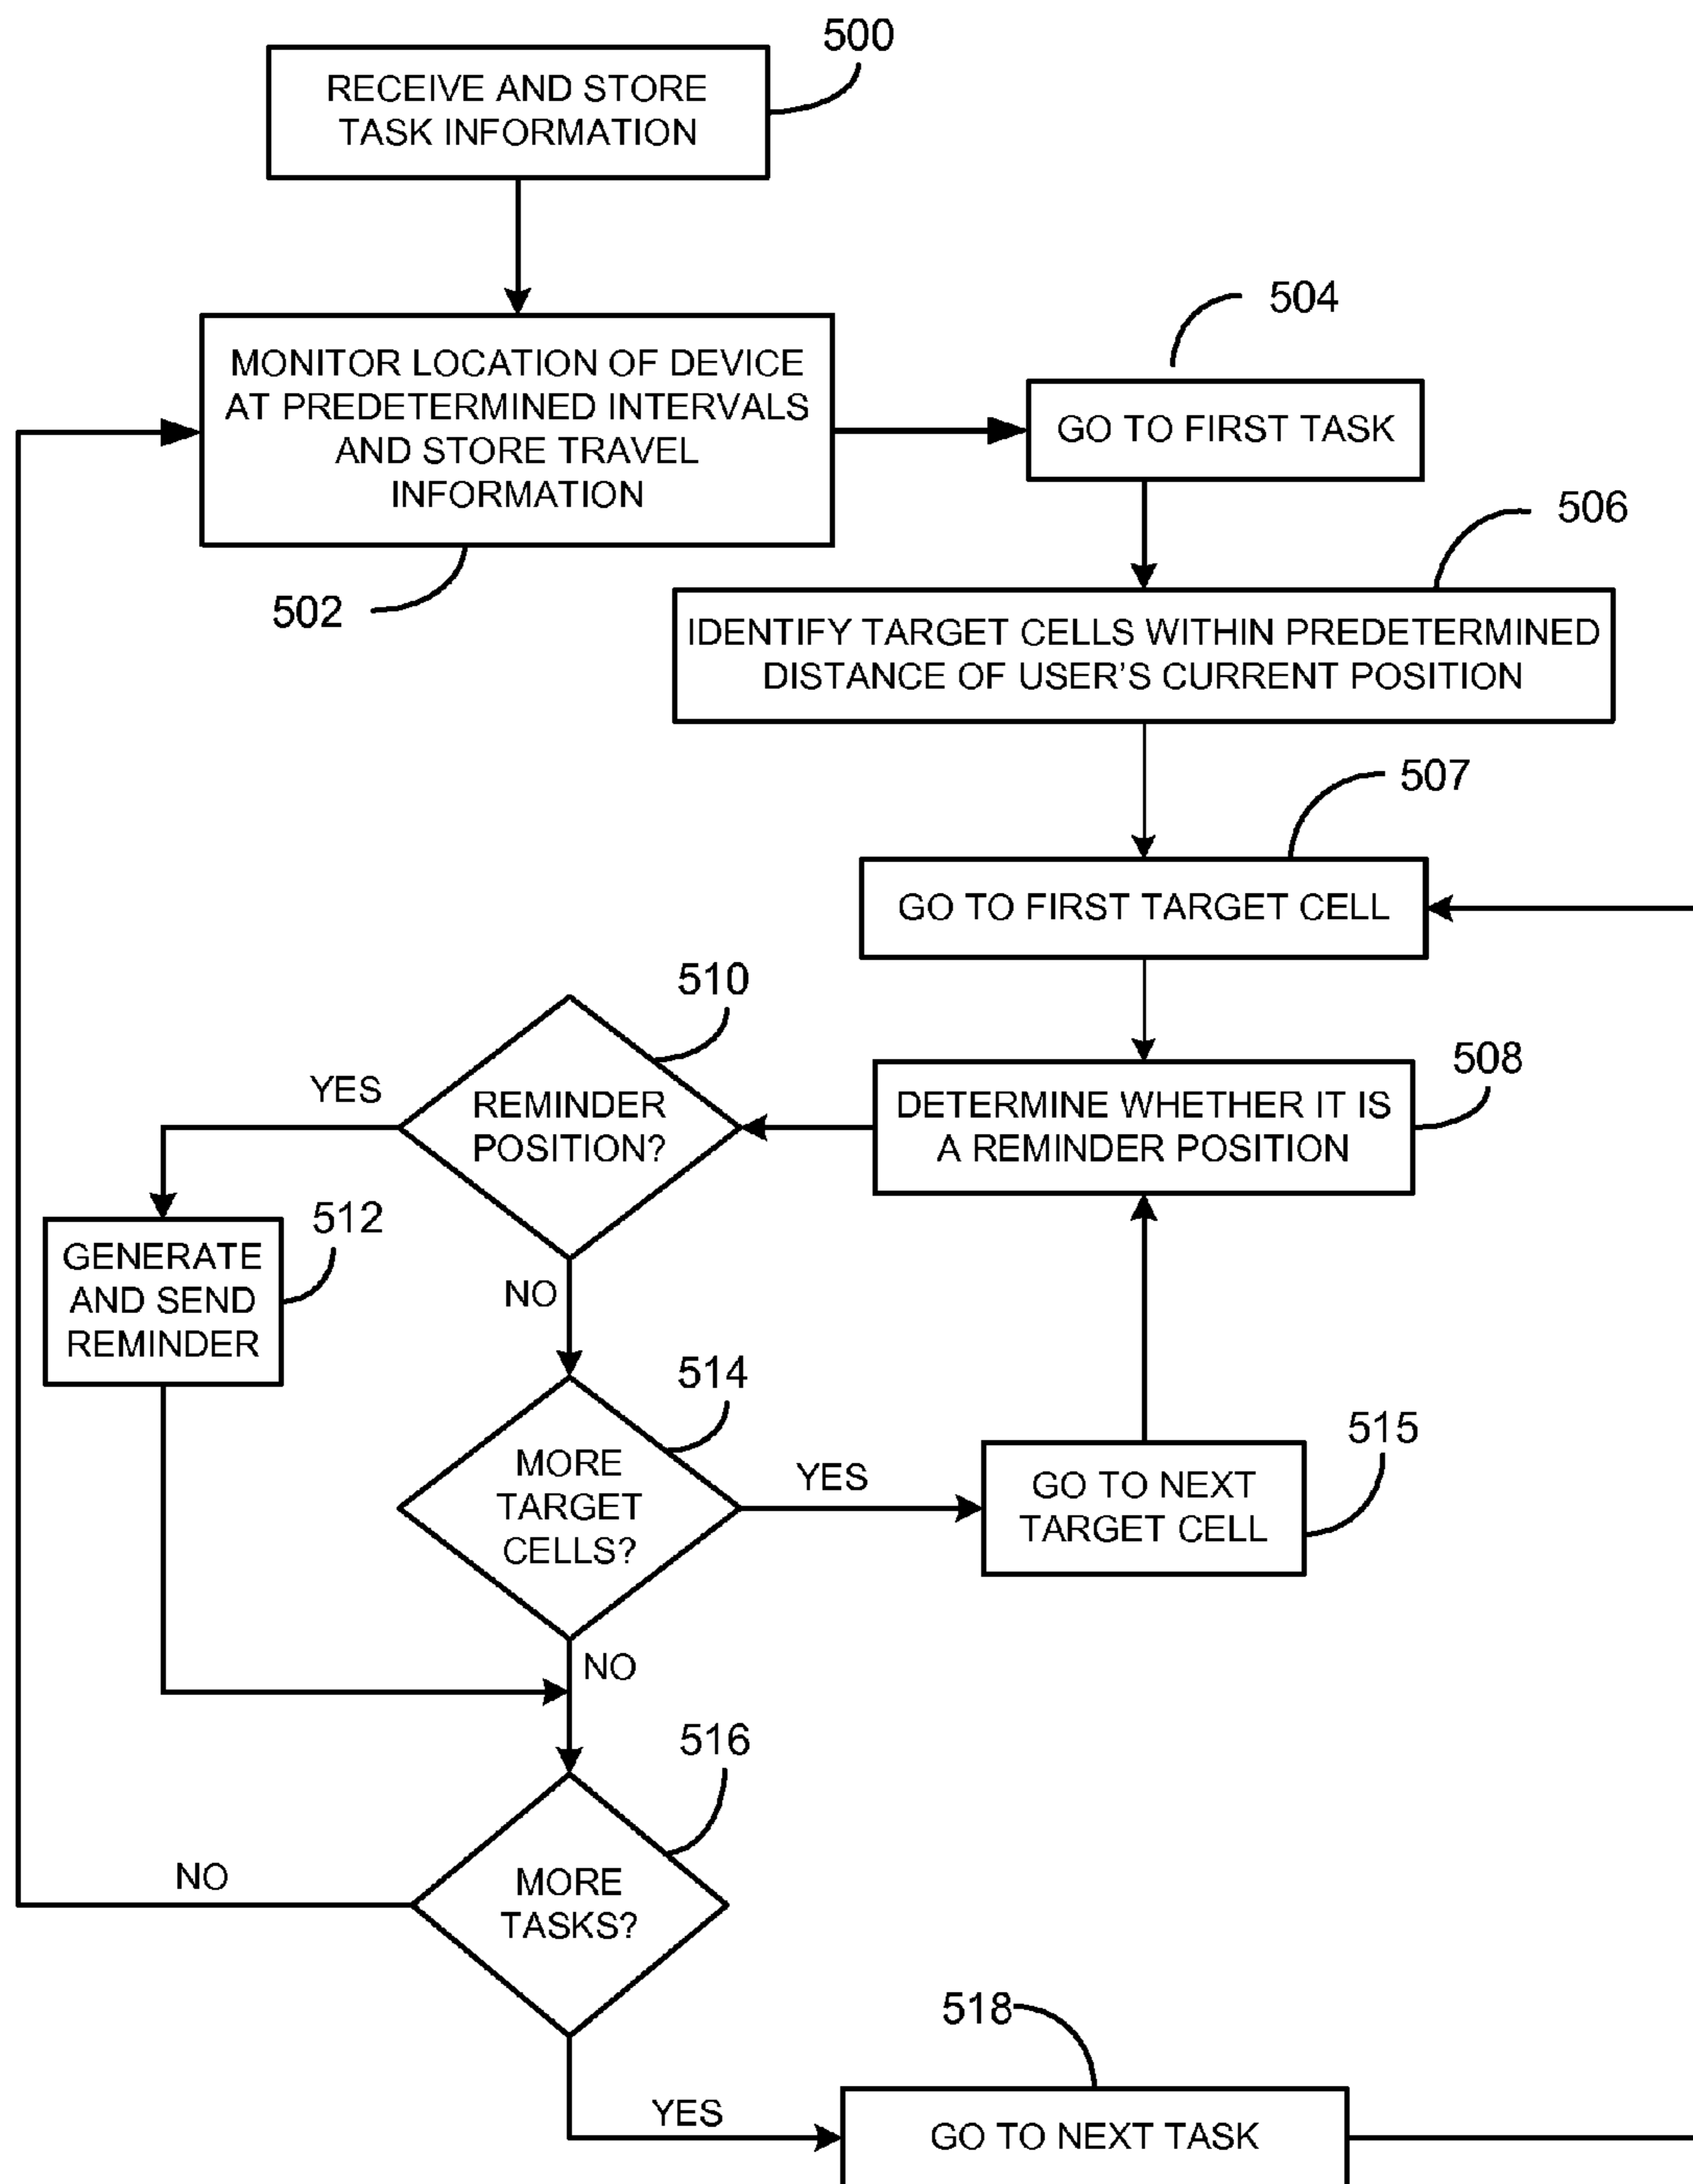 500
RECEIVE AND STORE
TASK INFORMATION
504
MONITOR LOCATION OF DEVICE
AT PREDETERMINED INTERVALS
AND STORE TRAVEL
INFORMATION
GO TO FIRST TASK
506
502
IDENTIFY TARGET CELLS WITHIN PREDETERMINED
DISTANCE OF USER'S CURRENT POSITION
507
GO TO FIRST TARGET CELL
510
508
YES
REMINDER
POSITION?
DETERMINE WHETHER IT IS
A REMINDER POSITION
512
GENERATE
AND SEND
REMINDER
NO
514
515
MORE
TARGET
CELLS?
YES
GO TO NEXT
TARGET CELL
NO
516
NO
MORE
TASKS?
518
YES
GO TO NEXT TASK